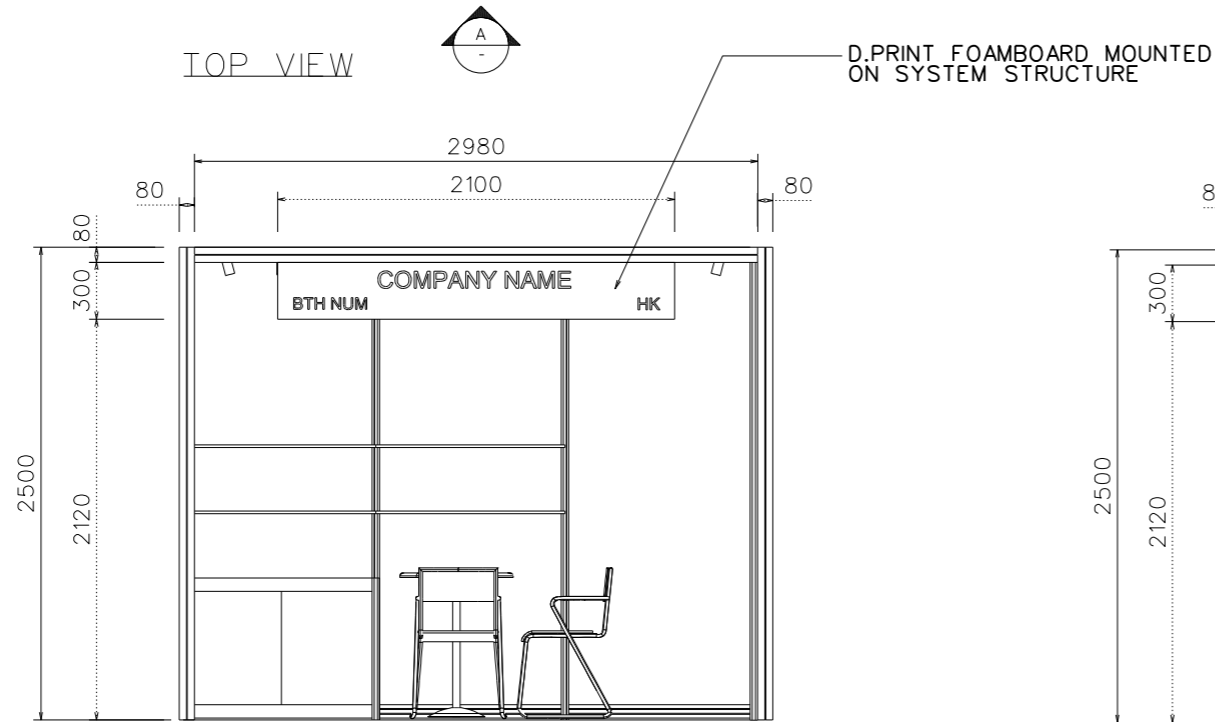 TOP VIEW
A
-
D.PRINT FOAMBOARD MOUNTED
ON SYSTEM STRUCTURE
2980
80
2100
80
8
80
COMPANY NAME
300
BTH NUM
HK
300
2500
2120
2500
2120